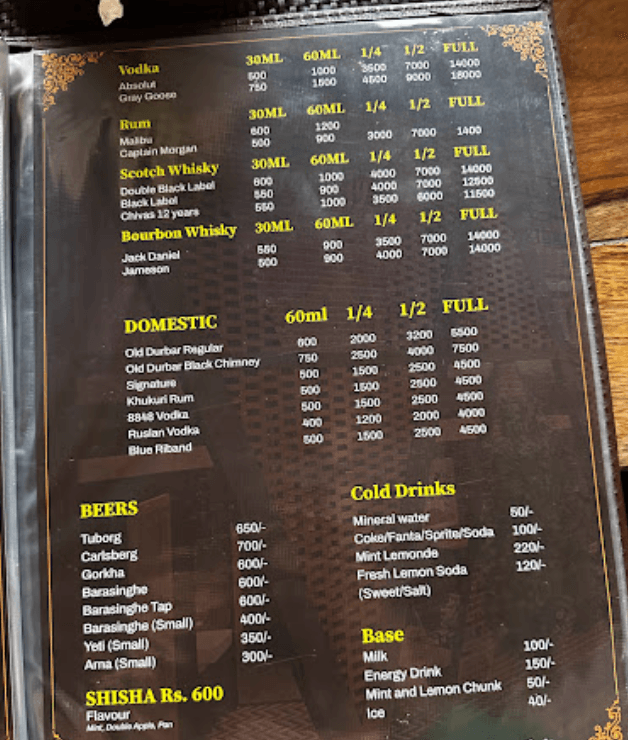 Vodka 30ML 60ML 1/4 1/2 FULL
Absolut 500 1000 3500 7000 14000
Gray Goose 750 1500 4500 9000 18000
Rum 30ML 60ML 1/4 1/2 FULL
Malibu 600 1200
Captain Morgan 500 900 3000 7000 1400
Scotch Whisky 30ML 60ML 1/4 1/2 FULL
Double Black Label 600 1000 4000 7000 14000
Black Label 550 900 4000 7000 12500
Chivas 12 years 550 1000 3500 6000 11500
Bourbon Whisky 30ML 60ML 1/4 1/2 FULL
Jack Daniel 550 900 3500 7000 14000
Jameson 500 900 4000 7000 14000
DOMESTIC 60ml 1/4 1/2 FULL
Old Durbar Regular 600 2000 3200 5500
Old Durbar Black Chimney 750 2500 4000 7500
Signature 500 1500 2500 4500
Khukuri Rum 500 1500 2500 4500
8848 Vodka 500 1500 2500 4500
Ruslan Vodka 400 1200 2000 4000
Blue Riband 500 1500 2500 4500
BEERS
Tuborg 650/-
Carlsberg 700/-
Gorkha 600/-
Barasinghe 600/-
Barasinghe Tap 600/-
Barasinghe (Small) 400/-
Yeti (Small) 350/-
Arna (Small) 300/-
SHISHA Rs. 600
Flavour
Mint, Double Apple, Pan
Cold Drinks
Mineral water 50/-
Coke/Fanta/Sprite/Soda 100/-
Mint Lemonde 220/-
Fresh Lemon Soda 120/-
(Sweet/Salt)
Base
Milk 100/-
Energy Drink 150/-
Mint and Lemon Chunk 50/-
Ice 40/-